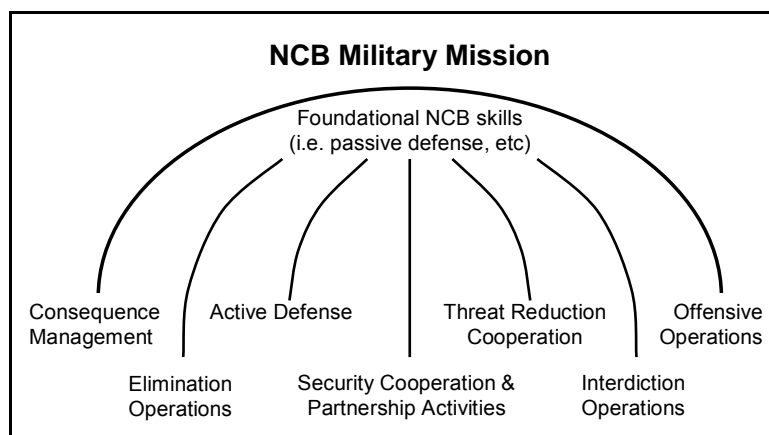 NCB Military Mission
Foundational NCB skills
(i.e. passive defense, etc)
Consequence
Management
Active Defense
Threat Reduction
Cooperation
Offensive
Operations
Elimination
Operations
Security Cooperation &
Partnership Activities
Interdiction
Operations